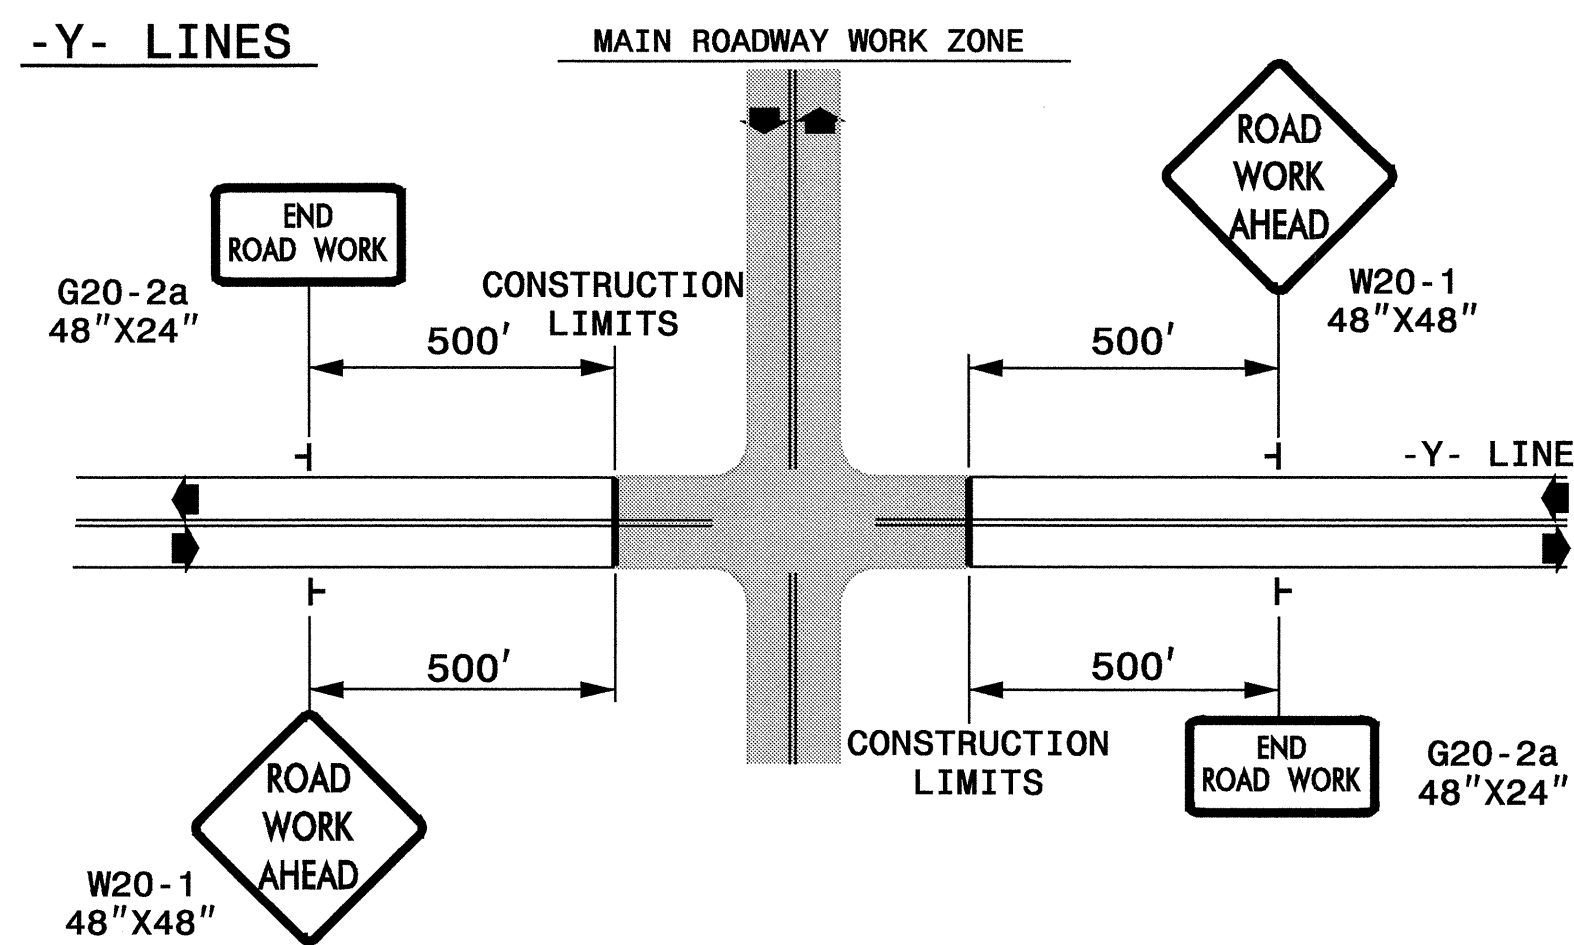 -Y- LINES
MAIN ROADWAY WORK ZONE
ROAD
WORK
AHEAD
END
ROAD WORK
G20-2a
48"X24"
CONSTRUCTION
LIMITS
500'
W20-1
48"X48"
500'
-Y- LINE
500'
500'
CONSTRUCTION
LIMITS
END
ROAD WORK
G20-2a
48"X24"
ROAD
WORK
AHEAD
W20-1
48"X48"